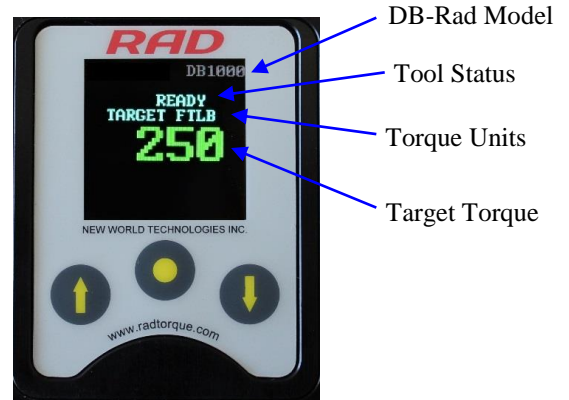 RAD
DB1000
READY
TARGET FTLB
250
NEW WORLD TECHNOLOGIES INC.
www.radtorque.com
DB-Rad Model
Tool Status
Torque Units
Target Torque